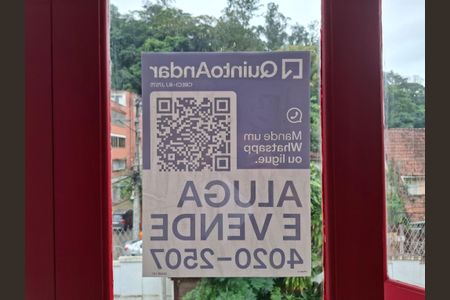 QuintoAndar
Mande um
Whatsapp
ou ligue.
ALUGA
E VENDE
4020-2507